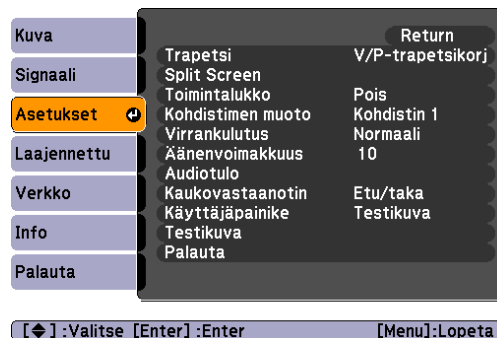 Kuva
Signaali
Asetukset
Laajennettu
Verkko
Info
Palauta
Return
Trapetsi V/P-trapetsikorj
Split Screen
Toimintalukko Pois
Kohdistimen muoto Kohdistin 1
Virrankulutus Normaali
Äänenvoimakkuus 10
Audiotulo
Kaukovastaanotin Etu/taka
Käyttäjäpainike Testikuva
Testikuva
Palauta
[◆] :Valitse [Enter] :Enter [Menu]:Lopeta